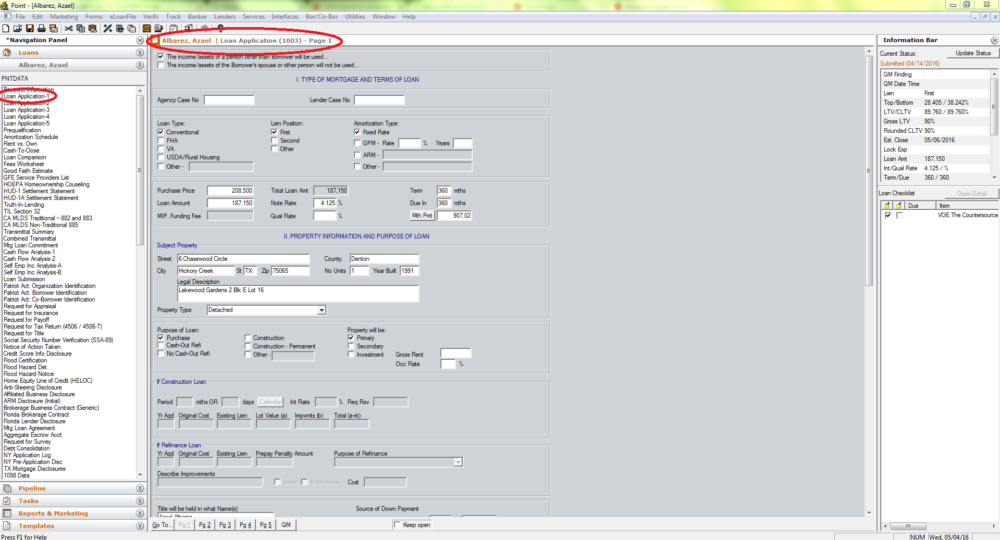 Point - [Albarez, Azael]
File Edit Marketing Forms eLoanFile Verifs Track Banker Lenders Services Interfaces Bor/Co-Bor Utilities Window Help
*Navigation Panel
Loans
Albarez, Azael
PNTDATA
Borrower Information
Loan Application-1
Loan Application-2
Loan Application-3
Loan Application-4
Loan Application-5
Prequalification
Amortization Schedule
Rent vs. Own
Cash-To-Close
Loan Comparison
Fees Worksheet
Good Faith Estimate
GFE Service Providers List
HOEPA Homeownership Couseling
HUD-1 Settlement Statement
HUD-1A Settlement Statement
Truth-In-Lending
TIL Section 32
CA MLDS Traditional – 882 and 883
CA MLDS Non-Traditional 885
Transmittal Summary
Combined Transmittal
Mtg Loan Commitment
Cash Flow Analysis-1
Cash Flow Analysis-2
Self Emp Inc Analysis-A
Self Emp Inc Analysis-B
Loan Submission
Patriot Act: Organization Identification
Patriot Act: Borrower Identification
Patriot Act: Co-Borrower Identification
Request for Appraisal
Request for Insurance
Request for Payoff
Request for Tax Return (4506 / 4506-T)
Request for Title
Social Security Number Verification (SSA-89)
Notice of Action Taken
Credit Score Info Disclosure
Flood Certification
Flood Hazard Det.
Flood Hazard Notice
Home Equity Line of Credit (HELOC)
Anti-Steering Disclosure
Affiliated Business Disclosure
ARM Disclosure (Initial)
Brokerage Business Contract (Generic)
Florida Brokerage Contract
Florida Lender Disclosure
Mtg Loan Agreement
Aggregate Escrow Acct
Request for Survey
Debt Consolidation
NY Application Log
NY Pre-Application Disc
TX Mortgage Disclosures
1098 Data
Pipeline
Tasks
Reports & Marketing
Templates
Press F1 for Help
B Albarez, Azael | Loan Application (1003) - Page 1
The income/assets of a person other than Borrower will be used...
The income/assets of the Borrower's spouse or other person will not be used...
I. TYPE OF MORTGAGE AND TERMS OF LOAN
Agency Case No Lender Case No
Loan Type: Lien Position: Amortization Type:
Conventional First Fixed Rate
FHA Second GPM - Rate % Years
VA Other
USDA/Rural Housing ARM -
Other - Other -
Purchase Price 208,500 Total Loan Amt 187,150 Term 360 mths
Loan Amount 187,150 Note Rate 4.125 % Due In 360 mths
MIP, Funding Fee Qual Rate % Mth Pmt 907.02
II. PROPERTY INFORMATION AND PURPOSE OF LOAN
Subject Property
Street 6 Chasewood Circle County Denton
City Hickory Creek St TX Zip 75065 No Units 1 Year Built 1991
Legal Description
Lakewood Gardens 2 Blk E Lot 16
Property Type Detached
Purpose of Loan: Property will be:
Purchase Construction Primary
Cash-Out Refi Construction - Permanent Secondary
No Cash-Out Refi Other - Investment Gross Rent
Occ Rate %
If Construction Loan
Period mths OR days Calendar Int Rate % Req Rsv
Yr Aqd Original Cost Existing Lien Lot Value (a) Impvmts (b) Total (a+b)
If Refinance Loan
Yr Aqd Original Cost Existing Lien Prepay Penalty Amount Purpose of Refinance
Describe Improvements
made to be made Cost
Title will be held in what Name(s) Source of Down Payment
Azael Albarez
Go To... Pg 1 Pg 2 Pg 3 Pg 4 Pg 5 QM Keep open
Information Bar
Current Status: Update Status
Submitted (04/14/2016)
QM Finding
QM Date Time
Lien First
Top/Bottom 28.405 / 38.242%
LTV/CLTV 89.760 / 89.760%
Gross LTV 90%
Rounded CLTV 90%
Est. Close 05/06/2016
Lock Exp.
Loan Amt 187,150
Int/Qual Rate 4.125 / %
Term/Due 360 / 360
Loan Checklist Open Detail
Due Item
VOE:The Countersource
NUM Wed, 05/04/16